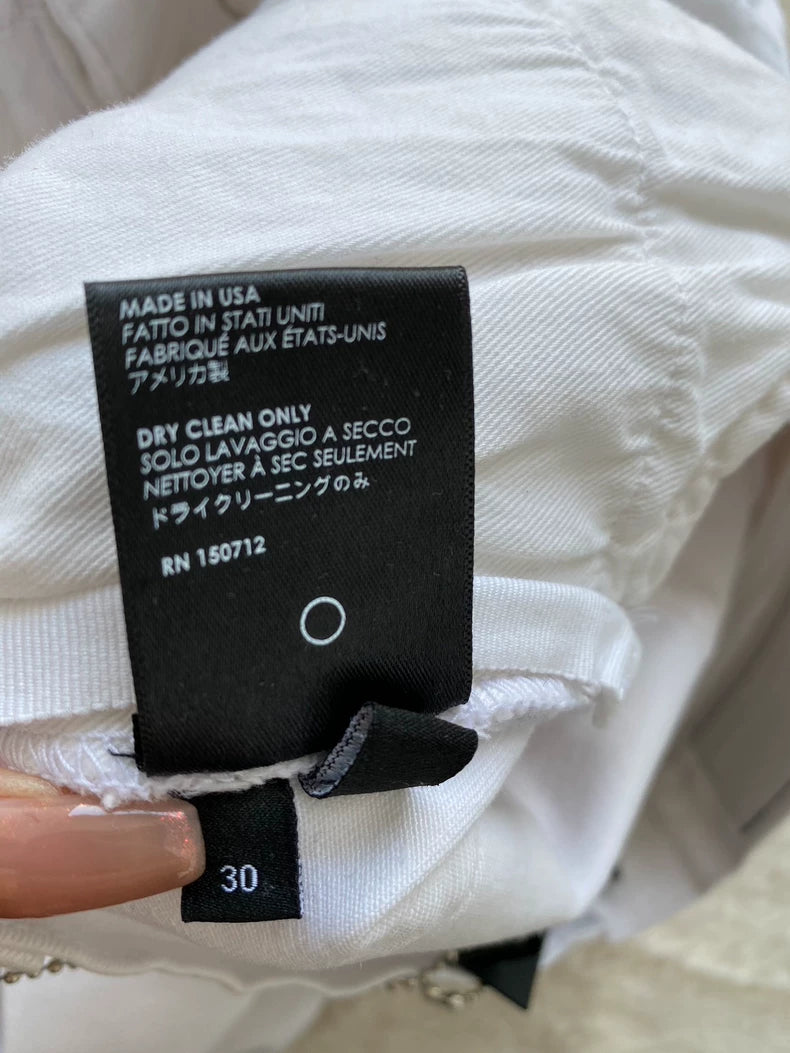 MADE IN USA
FATTO IN STATI UNITI
FABRIQUÉ AUX ÉTATS-UNIS
アメリカ製
DRY CLEAN ONLY
SOLO LAVAGGIO A SECCO
NETTOYER À SEC SEULEMENT
ドライクリーニングのみ
RN 150712
30